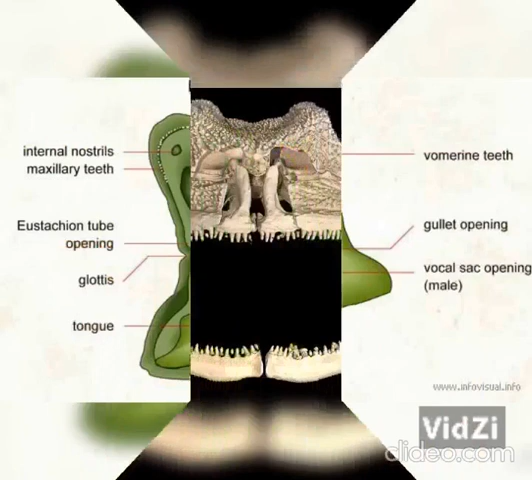 internal nostrils
maxillary teeth
Eustachion tube
opening
glottis
tongue
vomerine teeth
gullet opening
vocal sac opening
(male)
www.infovisual.info
VidZi
clideo.com